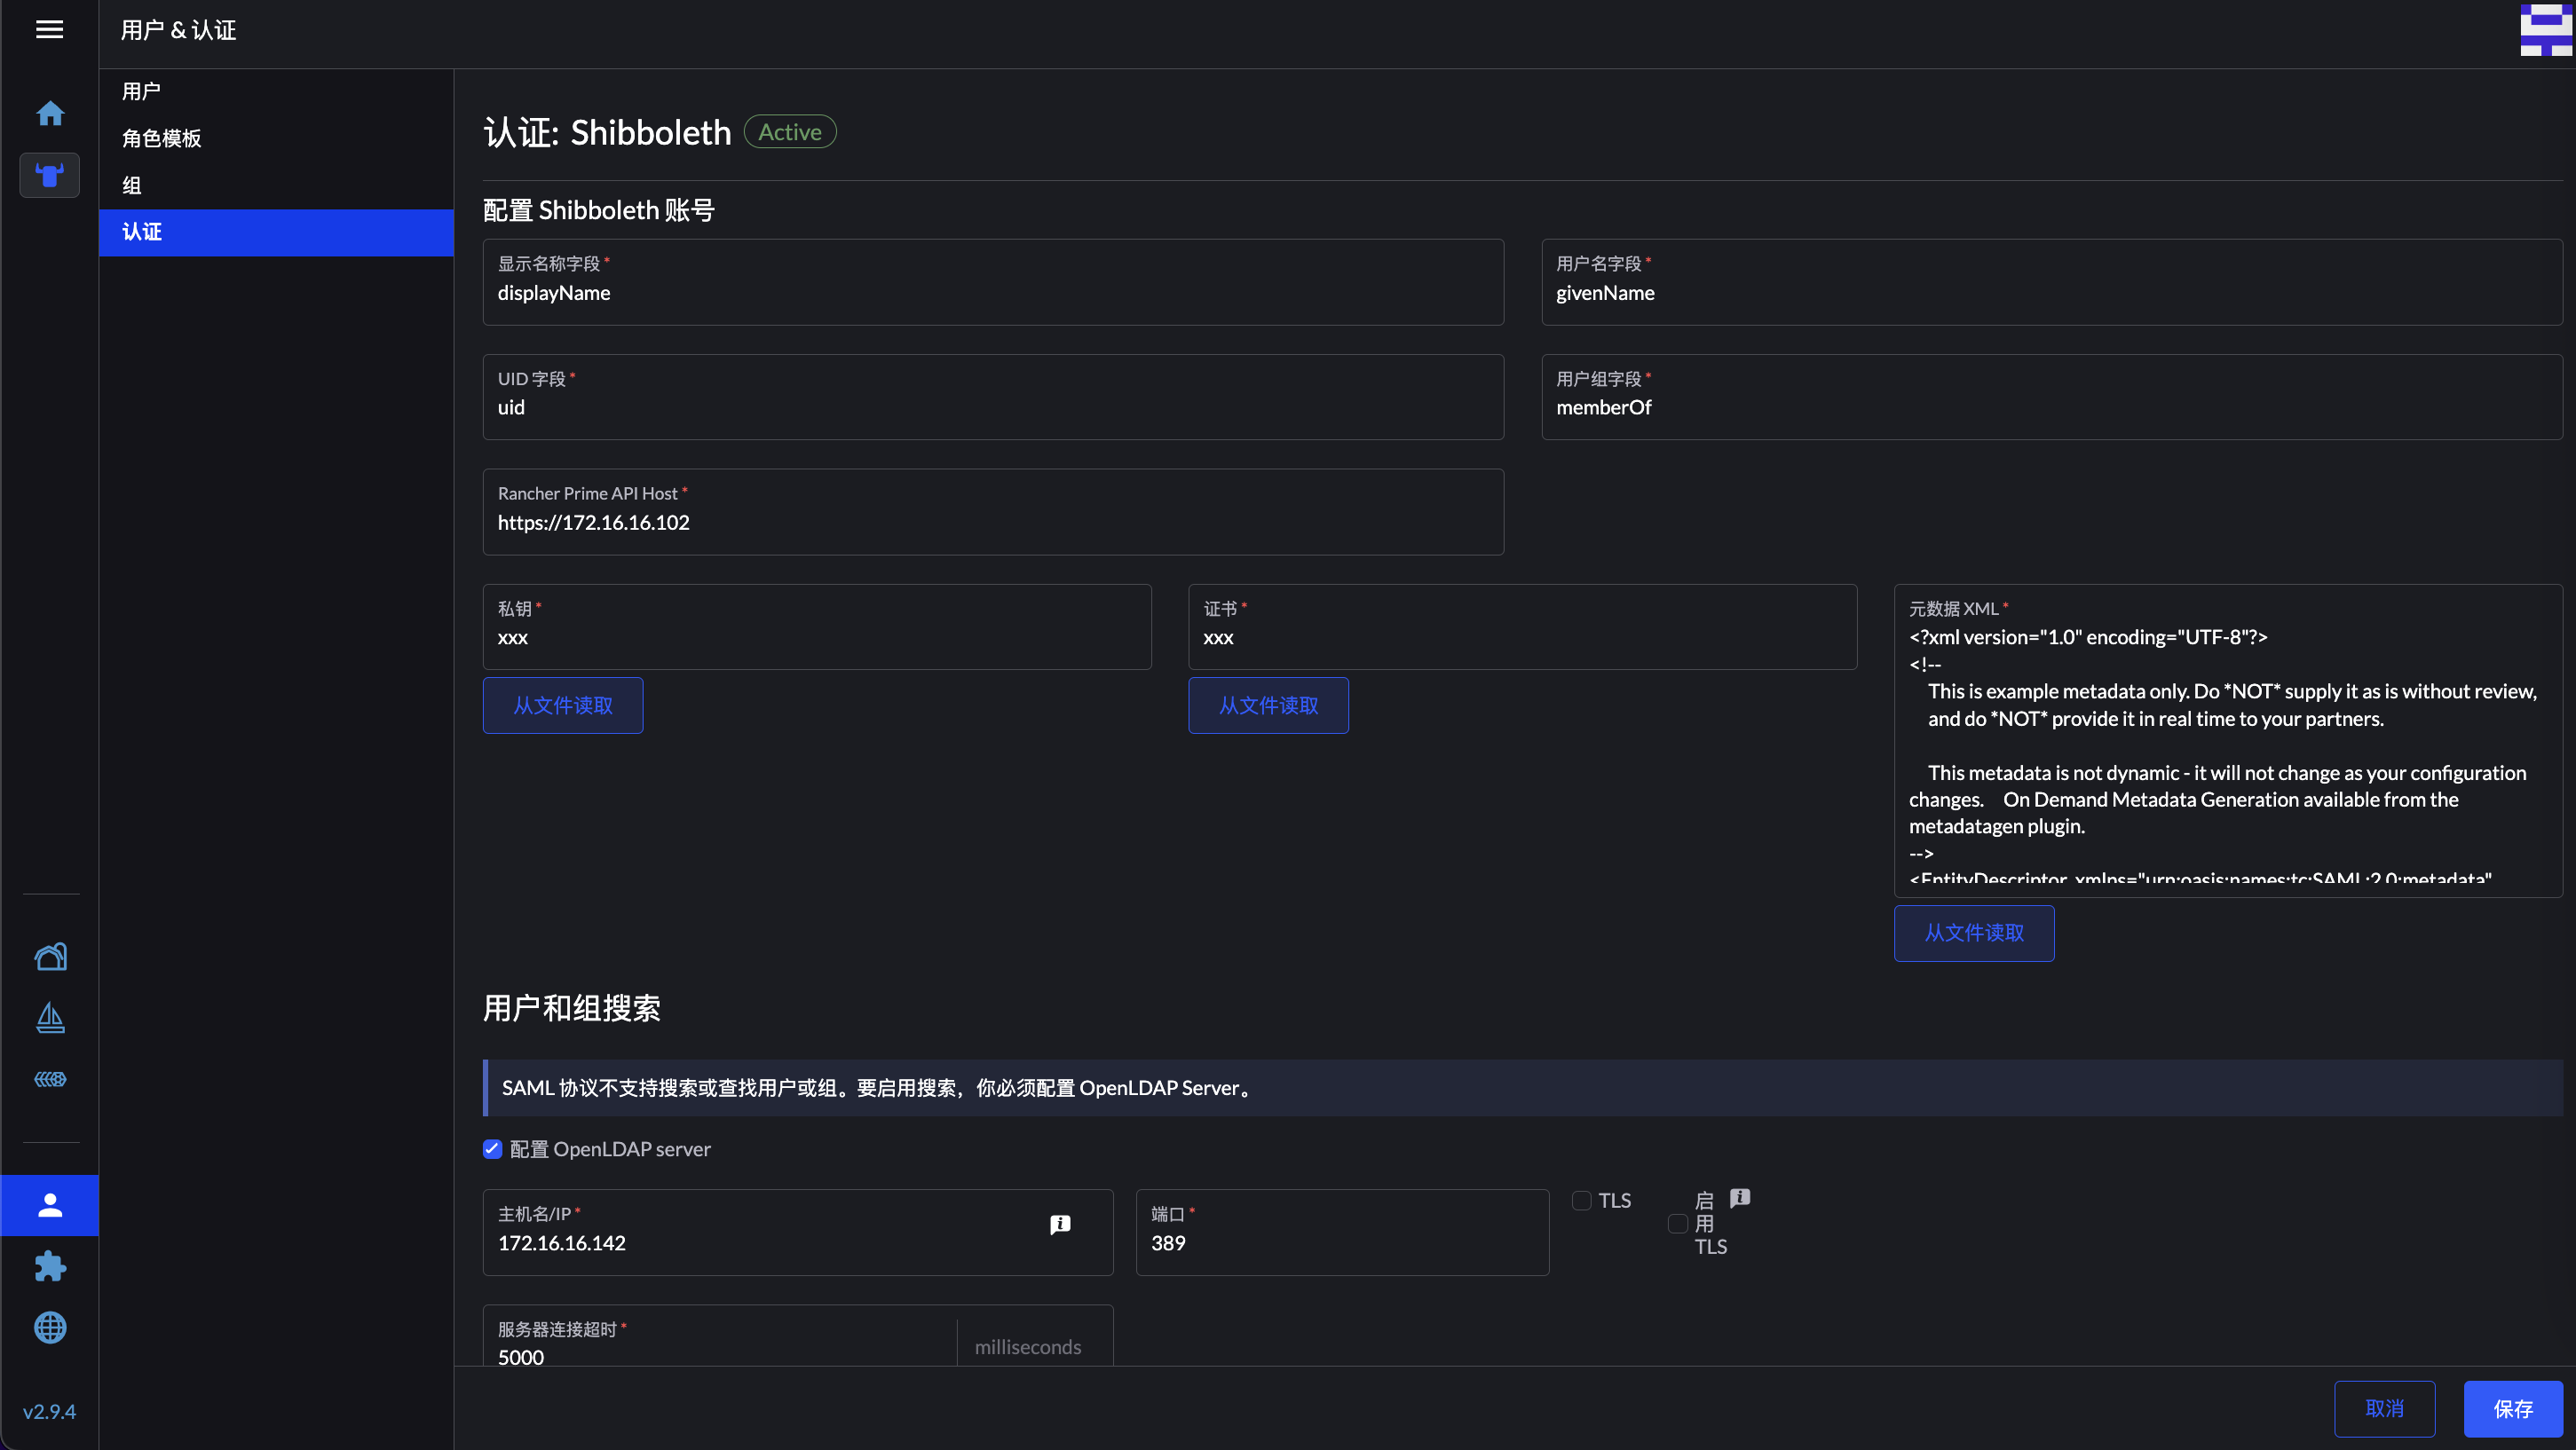 用户 & 认证
用户
角色模板
组
认证
v2.9.4
认证: Shibboleth Active
配置 Shibboleth 账号
显示名称字段 *
displayName
用户名字段 *
givenName
UID 字段 *
uid
用户组字段 *
memberOf
Rancher Prime API Host *
https://172.16.16.102
私钥 *
xxx
从文件读取
证书 *
xxx
从文件读取
元数据 XML *
<?xml version="1.0" encoding="UTF-8"?>
<!--
This is example metadata only. Do *NOT* supply it as is without review,
and do *NOT* provide it in real time to your partners.
This metadata is not dynamic - it will not change as your configuration
changes. On Demand Metadata Generation available from the
metadatagen plugin.
-->
<EntityDescriptor xmlns="urn:oasis:names:tc:SAML:2.0:metadata"
从文件读取
用户和组搜索
SAML 协议不支持搜索或查找用户或组。要启用搜索，你必须配置 OpenLDAP Server。
配置 OpenLDAP server
主机名/IP *
172.16.16.142
端口 *
389
TLS
启
用
TLS
服务器连接超时 *
5000
milliseconds
取消
保存